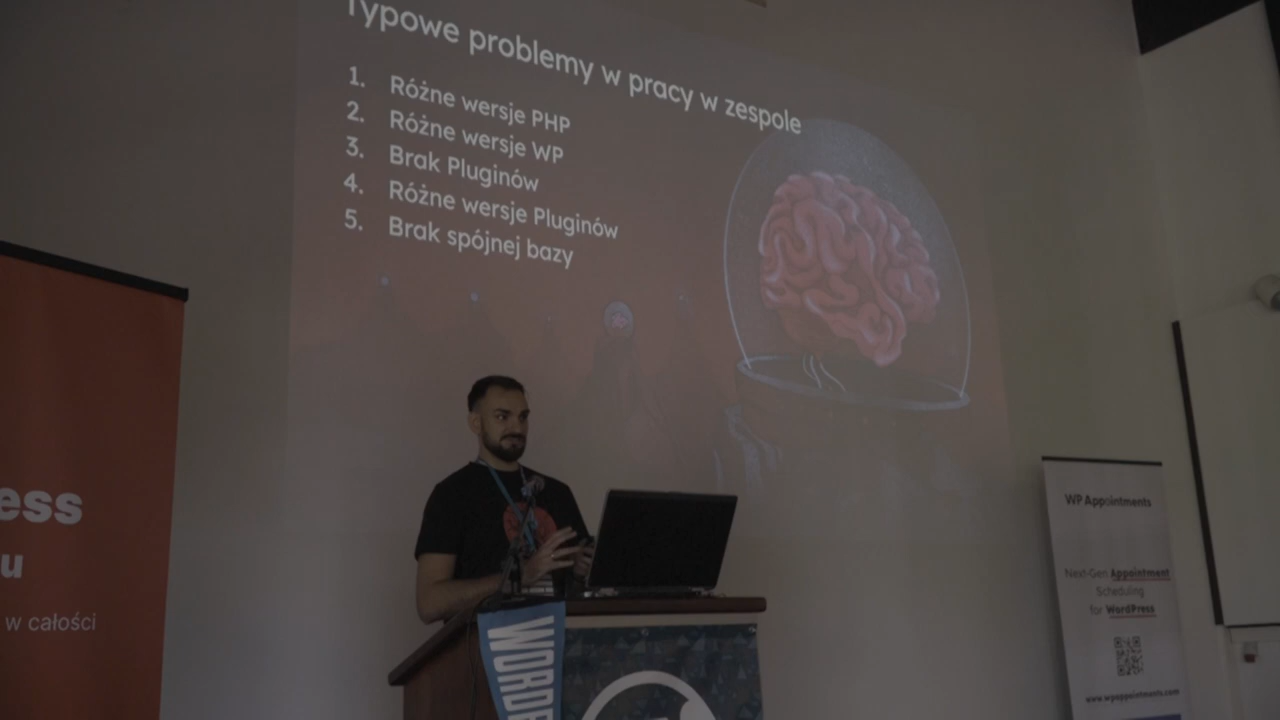 Typowe problemy w pracy w zespole
1. Różne wersje PHP
2. Różne wersje WP
3. Brak Pluginów
4. Różne wersje Pluginów
5. Brak spójnej bazy
ess
u
w całości
WORDP
WP Appointments
Next-Gen Appointment
Scheduling
for WordPress
www.wpappointments.com